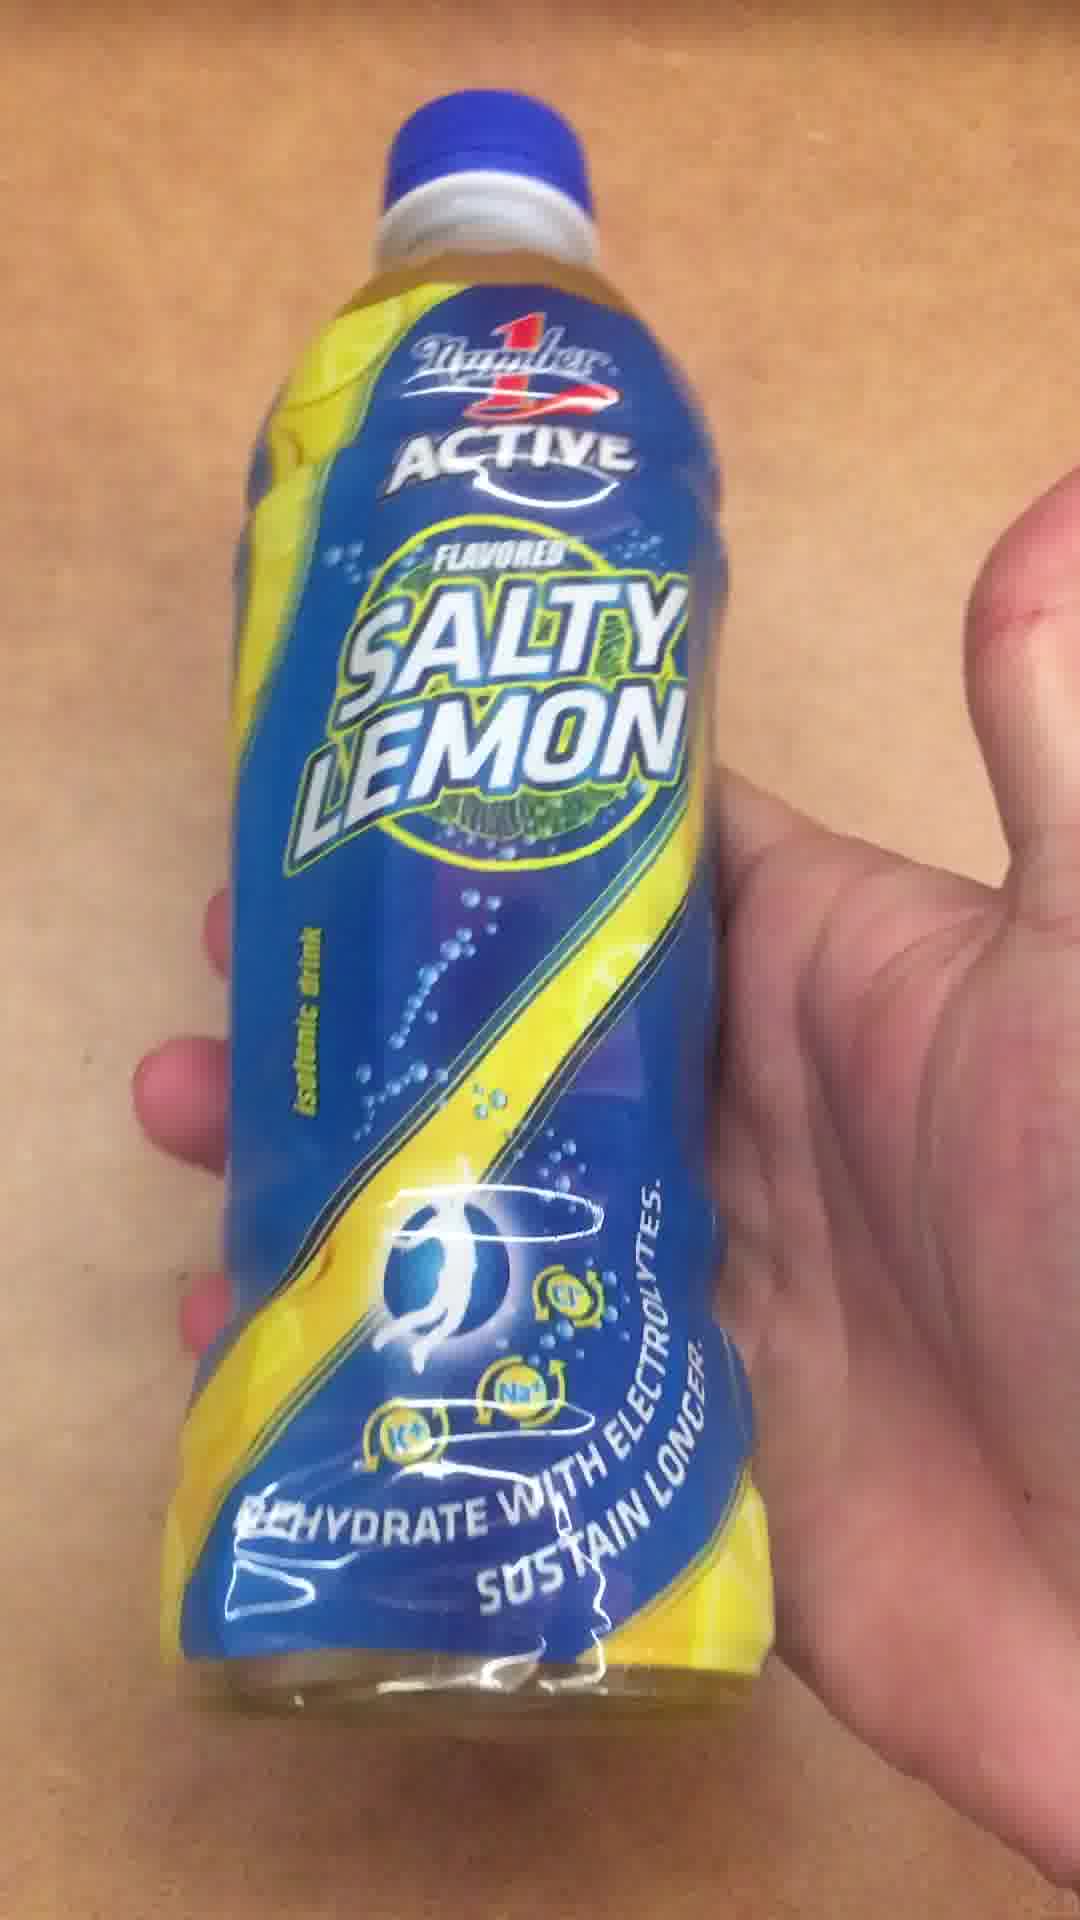 Number 1
ACTIVE
FLAVORED
SALTY
LEMON
isotonic drink
Cl-
Na+
K+
REHYDRATE WITH ELECTROLYTES.
SUSTAIN LONGER.